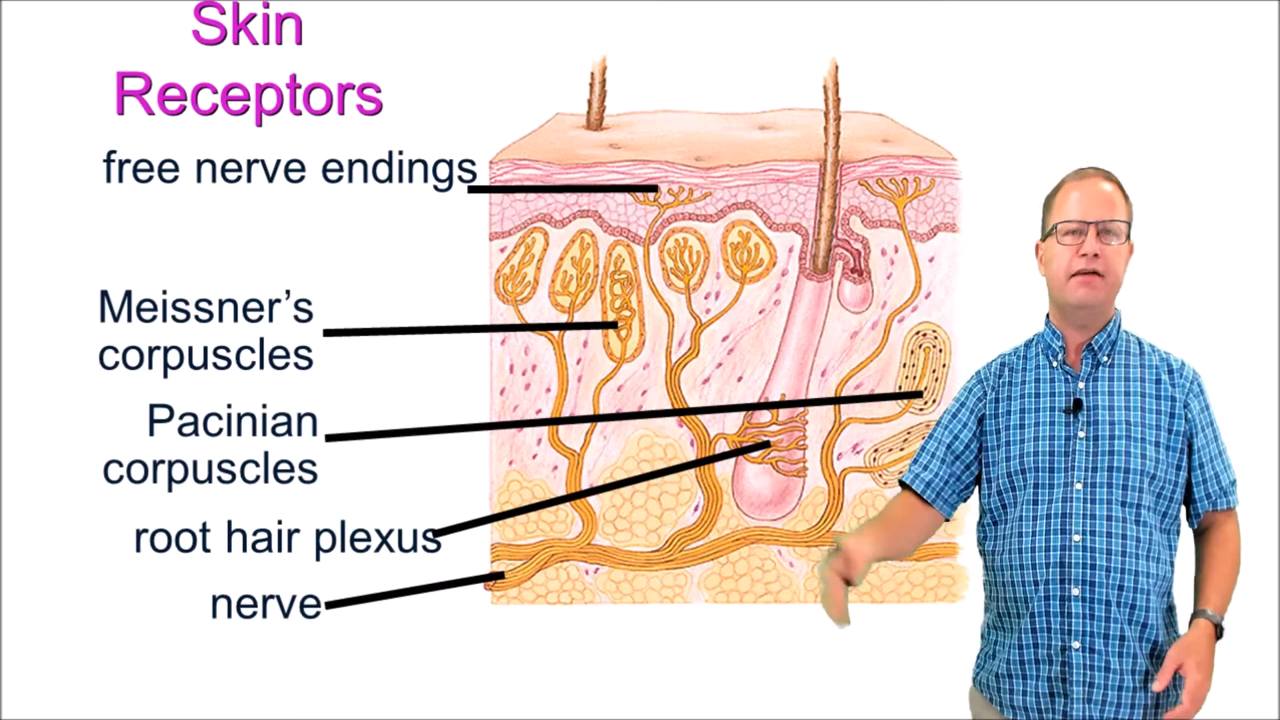 Skin
Receptors
free nerve endings
Meissner’s
corpuscles
Pacinian
corpuscles
root hair plexus
nerve